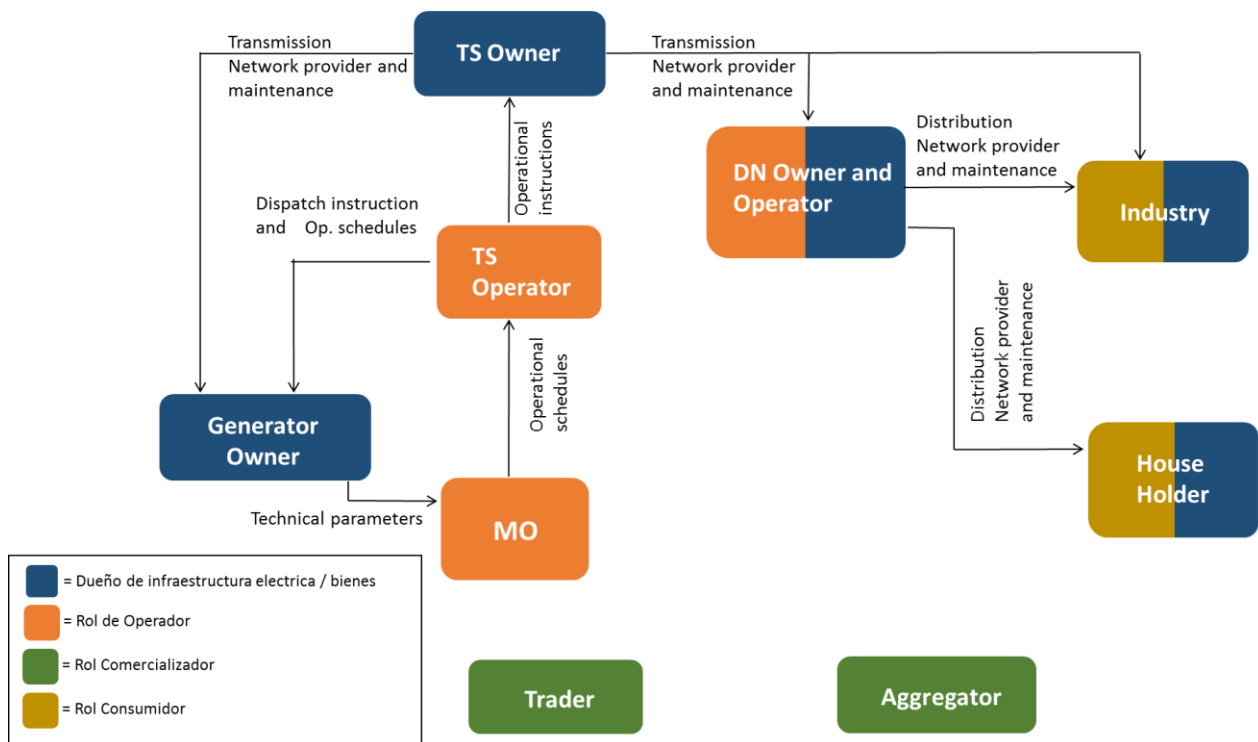 Transmission
Network provider and
maintenance
TS Owner
Transmission
Network provider
and maintenance
Operational
instructions
Distribution
Network provider
and maintenance
DN Owner and
Operator
Industry
Dispatch instruction
and Op. schedules
TS
Operator
Distribution
Network provider
and maintenance
Operational
schedules
Generator
Owner
House
Holder
Technical parameters
MO
= Dueño de infraestructura electrica / bienes
= Rol de Operador
= Rol Comercializador
= Rol Consumidor
Trader
Aggregator